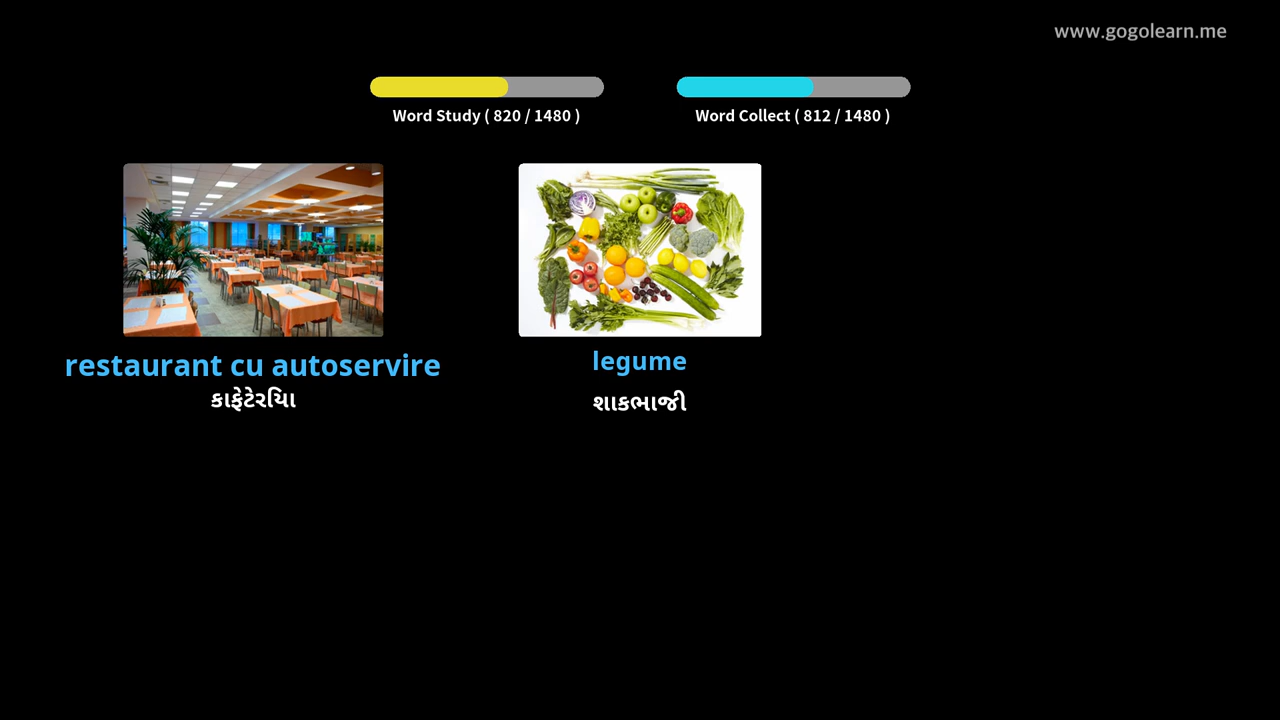 www.gogolearn.me
Word Study ( 820 / 1480 )
Word Collect ( 812 / 1480 )
restaurant cu autoservire
કાફેટેરિયા
legume
શાકભાજી